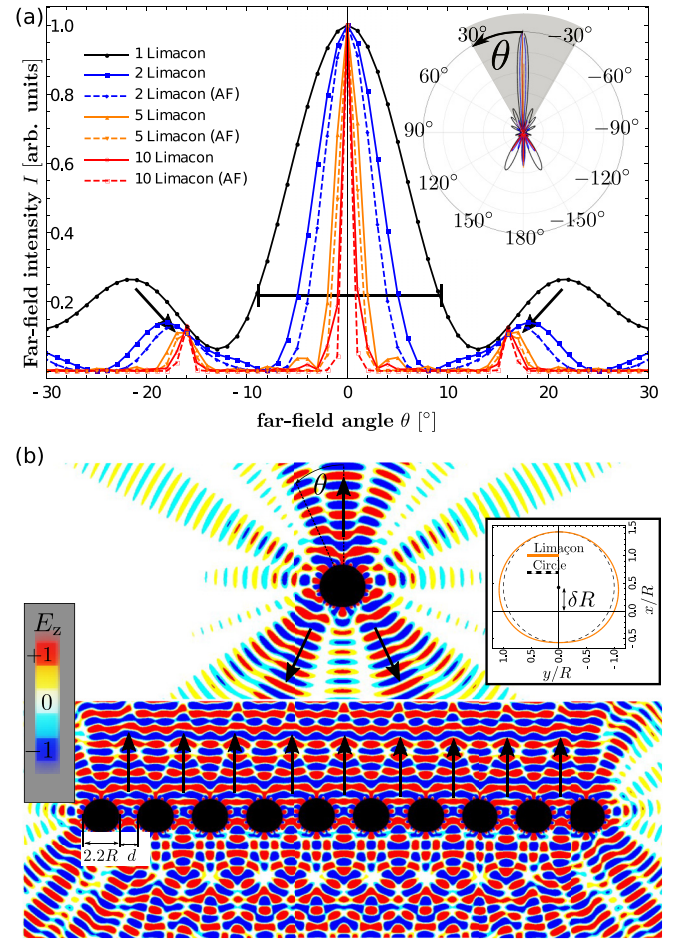 (a)
Far-field intensity I [arb. units]
1.0
0.8
0.6
0.4
0.2
1 Limacon
2 Limacon
2 Limacon (AF)
5 Limacon
5 Limacon (AF)
10 Limacon
10 Limacon (AF)
θ
30° −30°
60° −60°
90° −90°
120° −120°
150° −150°
180°
−30 −20 −10 0 10 20 30
far-field angle θ [°]
(b)
θ
E_z
+1
0
−1
Limaçon
Circle
δR
1.5
1.0
0.5
0.0
−0.5
x/R
1.0 0.5 0.0 −0.5 −1.0
y/R
2.2R d